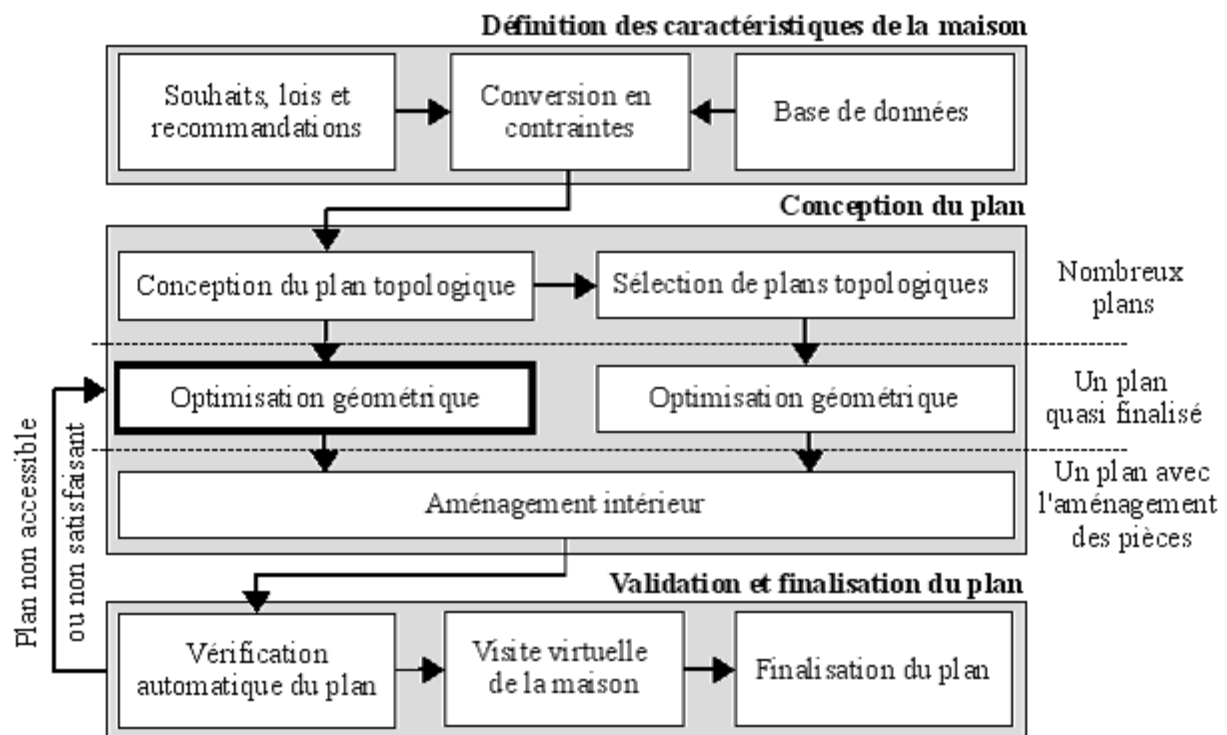 Définition des caractéristiques de la maison
Souhaits, lois et
recommandations
Conversion en
contraintes
Base de données
Conception du plan
Conception du plan topologique
Sélection de plans topologiques
Nombreux
plans
Optimisation géométrique
Optimisation géométrique
Un plan
quasi finalisé
Aménagement intérieur
Un plan avec
l'aménagement
des pièces
Plan non accessible
ou non satisfaisant
Validation et finalisation du plan
Vérification
automatique du plan
Visite virtuelle
de la maison
Finalisation du plan